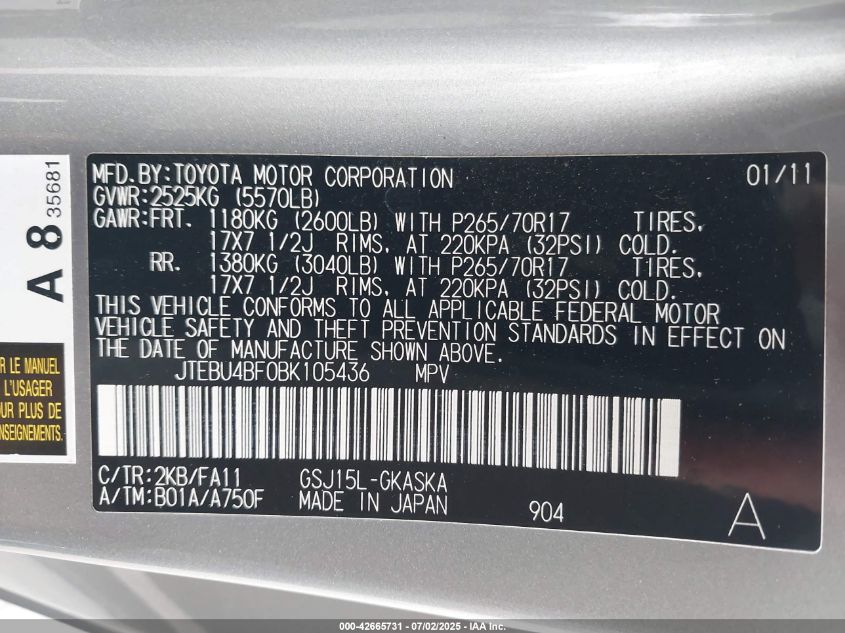 MFD.BY:TOYOTA MOTOR CORPORATION 01/11
GVWR:2525KG (5570LB)
GAWR:FRT. 1180KG (2600LB) WITH P265/70R17 TIRES,
17X7 1/2J RIMS, AT 220KPA (32PSI) COLD.
RR. 1380KG (3040LB) WITH P265/70R17 TIRES,
17X7 1/2J RIMS, AT 220KPA (32PSI) COLD.
THIS VEHICLE CONFORMS TO ALL APPLICABLE FEDERAL MOTOR
VEHICLE SAFETY AND THEFT PREVENTION STANDARDS IN EFFECT ON
THE DATE OF MANUFACTURE SHOWN ABOVE.
JTEBU4BF0BK105436 MPV
C/TR:2KB/FA11 GSJ15L-GKASKA
A/TM:B01A/A750F MADE IN JAPAN 904 A
A 8 35681
LE MANUEL
L'USAGER
PLUS DE
000-42665731 - 07/02/2025 - IAA Inc.